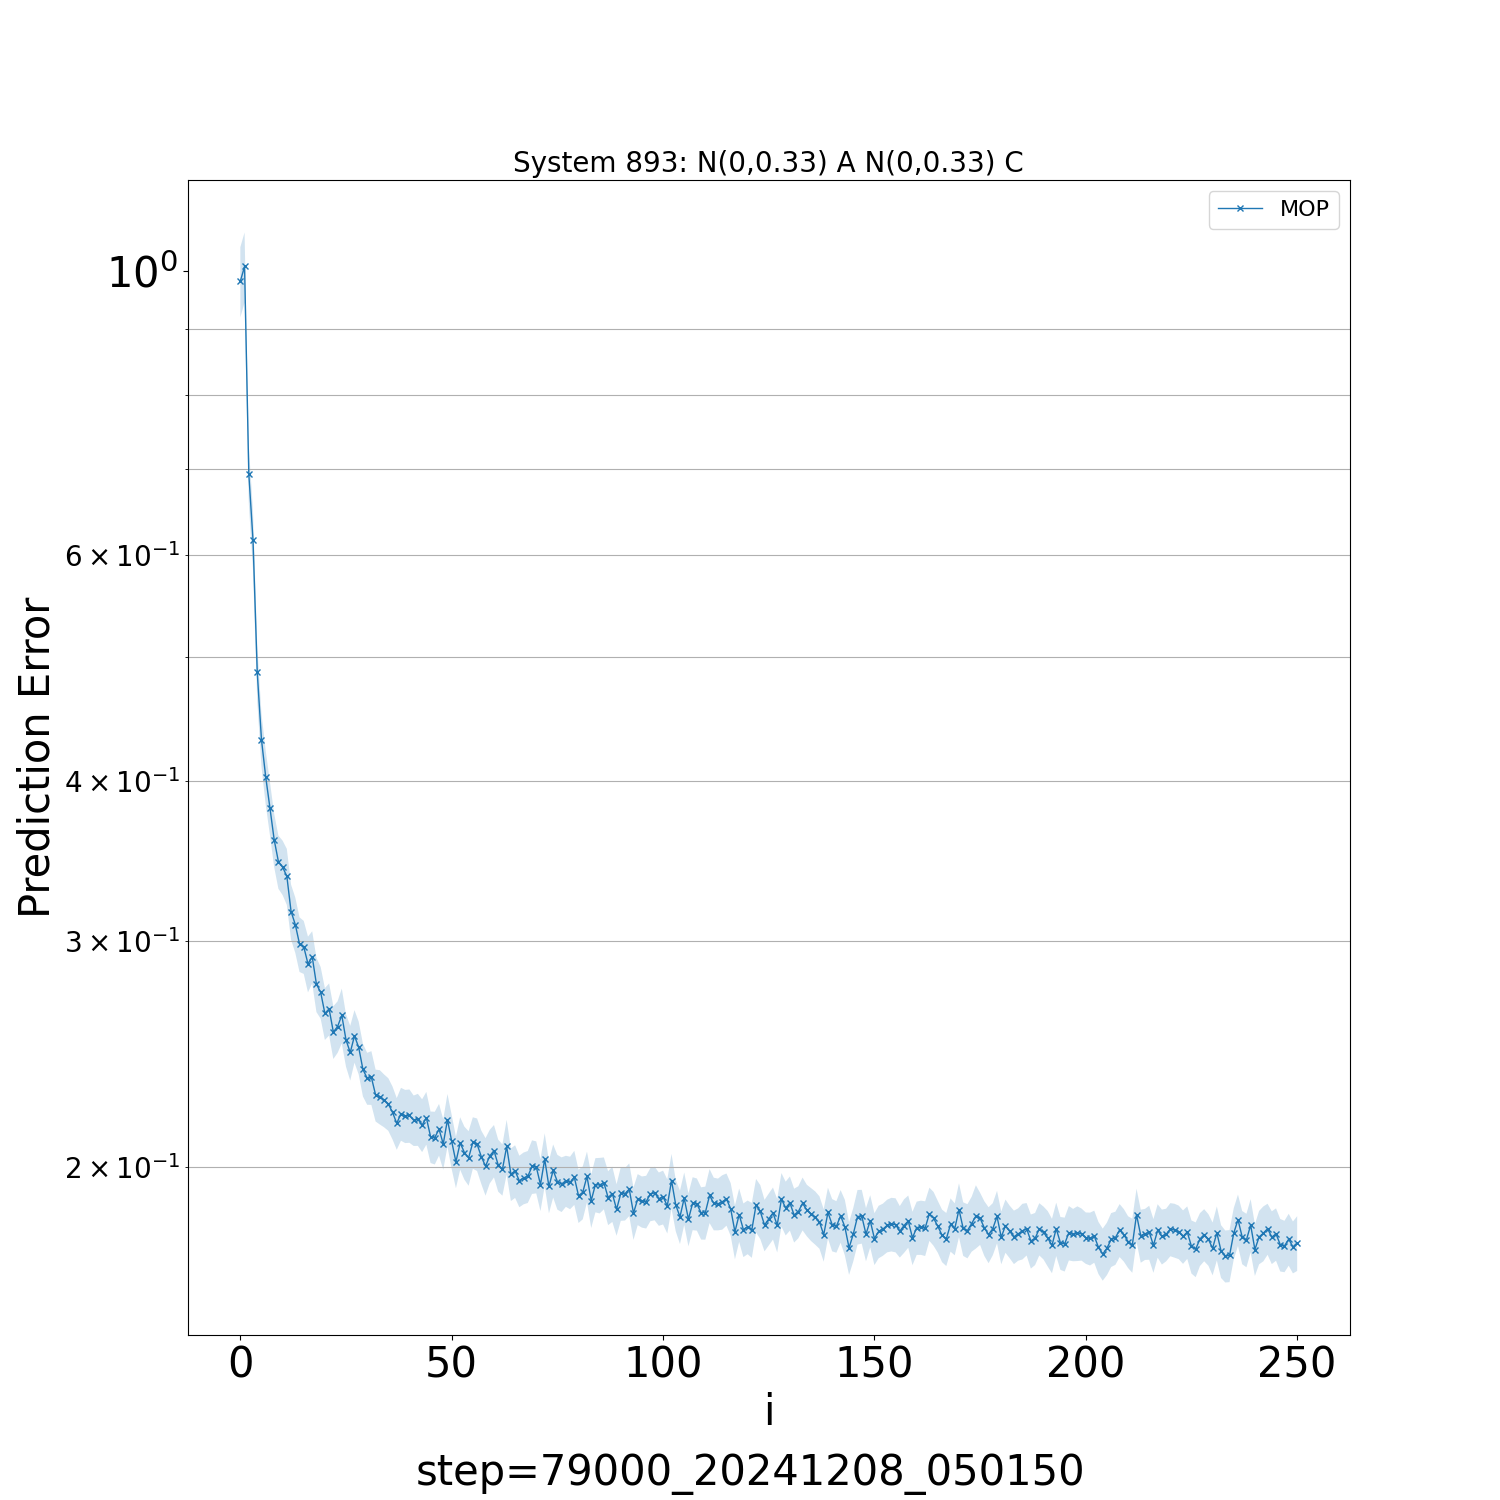 System 893: N(0,0.33) A N(0,0.33) C
MOP
10⁰
6 × 10⁻¹
4 × 10⁻¹
3 × 10⁻¹
2 × 10⁻¹
Prediction Error
0 50 100 150 200 250
i
step=79000_20241208_050150